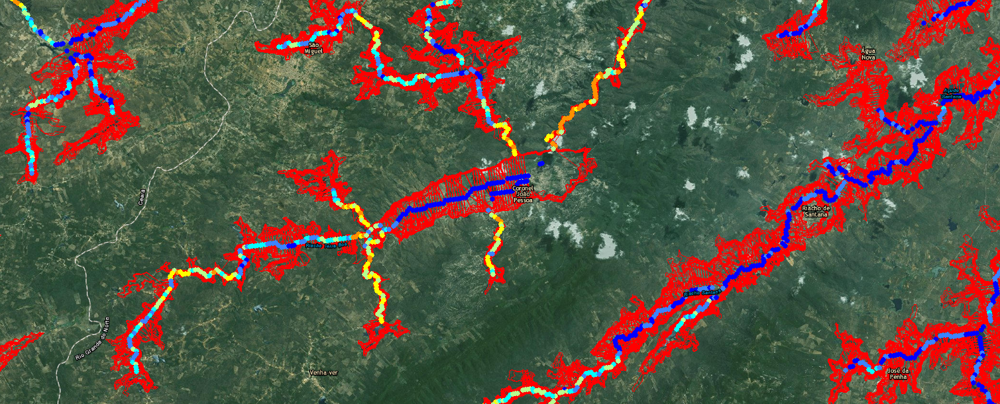 São
Miguel
Água
Nova
Açude
Santana
Ceará
Coronel
João
Pessoa
Riacho de
Santana
Riacho Terra Boa
Riacho Santana
Rio Grande do Norte
Venha-ver
José da
Penha